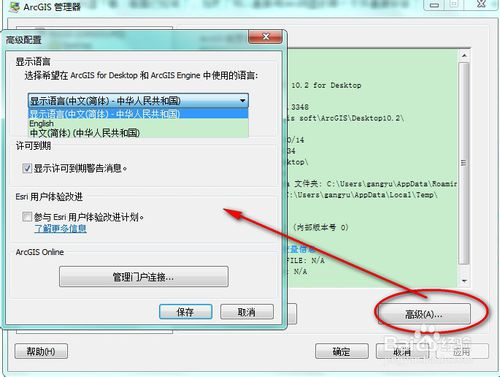 ArcGIS 管理器
高级配置
显示语言
选择希望在 ArcGIS for Desktop 和 ArcGIS Engine 中使用的语言:
显示语言(中文(简体) - 中华人民共和国)
显示语言(中文(简体) - 中华人民共和国)
English
中文(简体) (中华人民共和国)
许可到期
显示许可到期警告消息。
Esri 用户体验改进
参与 Esri 用户体验改进计划。
了解更多信息
ArcGIS Online
管理门户连接...
保存
取消
10.2 for Desktop
.3348
s soft\ArcGIS\Desktop10.2\
0/14
:34
ktop\
a 文件夹: C:\Users\gangyu\AppData\Roamin
C:\Users\gangyu\AppData\Local\Temp\
(内部版本号 0)
FILE: N/A
: N/A
高级(A)...
帮助(H)
确定
取消
应用